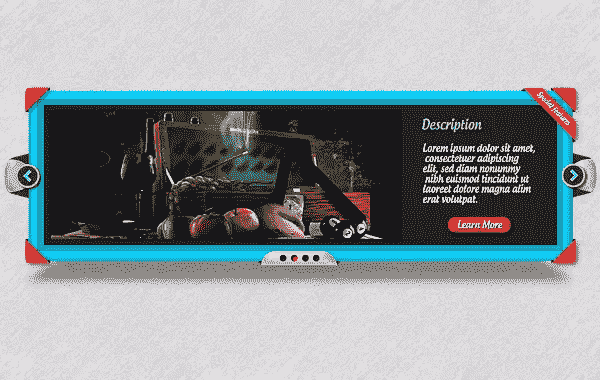 Special features
Description
Lorem ipsum dolor sit amet,
consectetuer adipiscing
elit, sed diam nonummy
nibh euismod tincidunt ut
laoreet dolore magna alim
erat volutpat.
Learn More